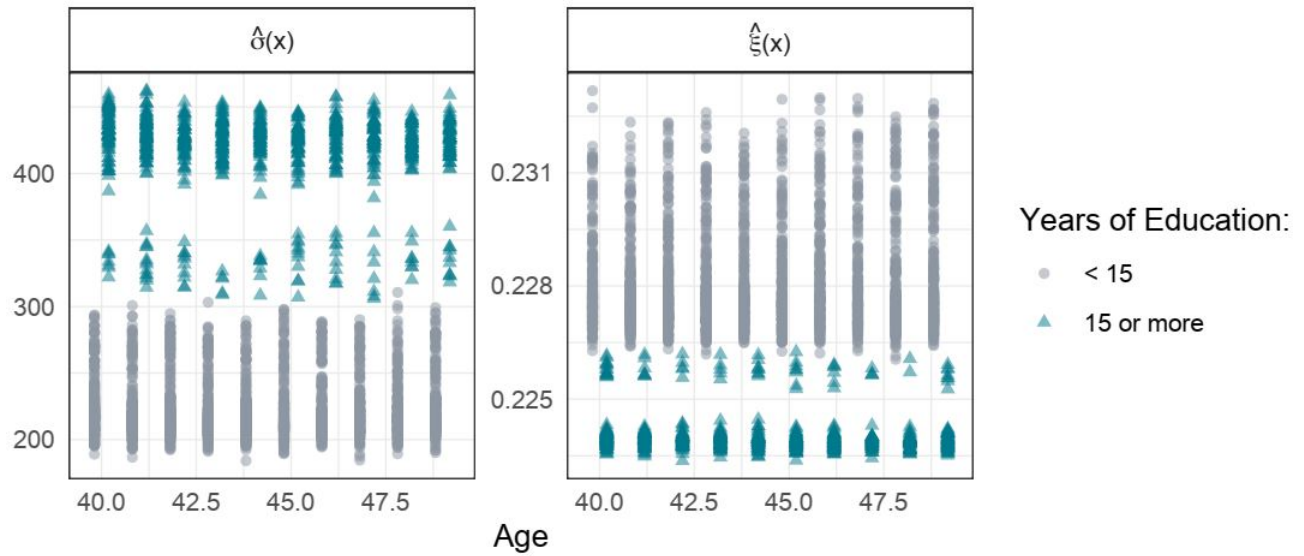 σ̂(x)
ξ̂(x)
400
300
200
0.231
0.228
0.225
40.0 42.5 45.0 47.5
40.0 42.5 45.0 47.5
Age
Years of Education:
< 15
15 or more